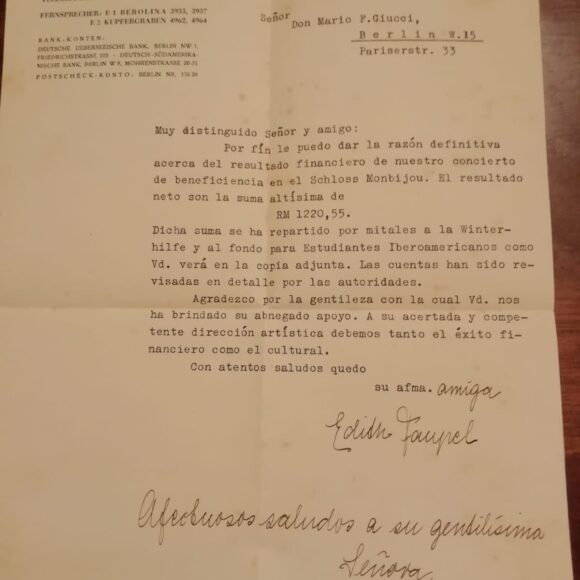 FERNSPRECHER: E 1 BEROLINA 3933, 3937
E 2 KUPFERGRABEN 4962, 4964
BANK-KONTEN:
DEUTSCHE UEBERSEEISCHE BANK, BERLIN NW 7,
FRIEDRICHSTRASSE 103 - DEUTSCH-SÜDAMERIKA-
NISCHE BANK, BERLIN W 8, MOHRENSTRASSE 20-21
POSTSCHECK-KONTO: BERLIN NR. 176 20
Señor
Don Mario F.Giucci,
Berlin W.15
Pariserstr. 33
Muy distinguido Señor y amigo:
Por fín le puedo dar la razón definitiva
acerca del resultado financiero de nuestro concierto
de beneficiencia en el Schloss Monbijou. El resultado
neto son la suma altísima de
RM 1220,55.
Dicha suma se ha repartido por mitales a la Winter-
hilfe y al fondo para Estudiantes Iberoamericanos como
Vd. verá en la copia adjunta. Las cuentas han sido re-
visadas en detalle por las autoridades.
Agradezco por la gentileza con la cual Vd. nos
ha brindado su abnegado apoyo. A su acertada y compe-
tente dirección artística debemos tanto el éxito fi-
nanciero como el cultural.
Con atentos saludos quedo
su afma. amiga
Edith Faupel
Afectuosos saludos a su gentilísima
Señora